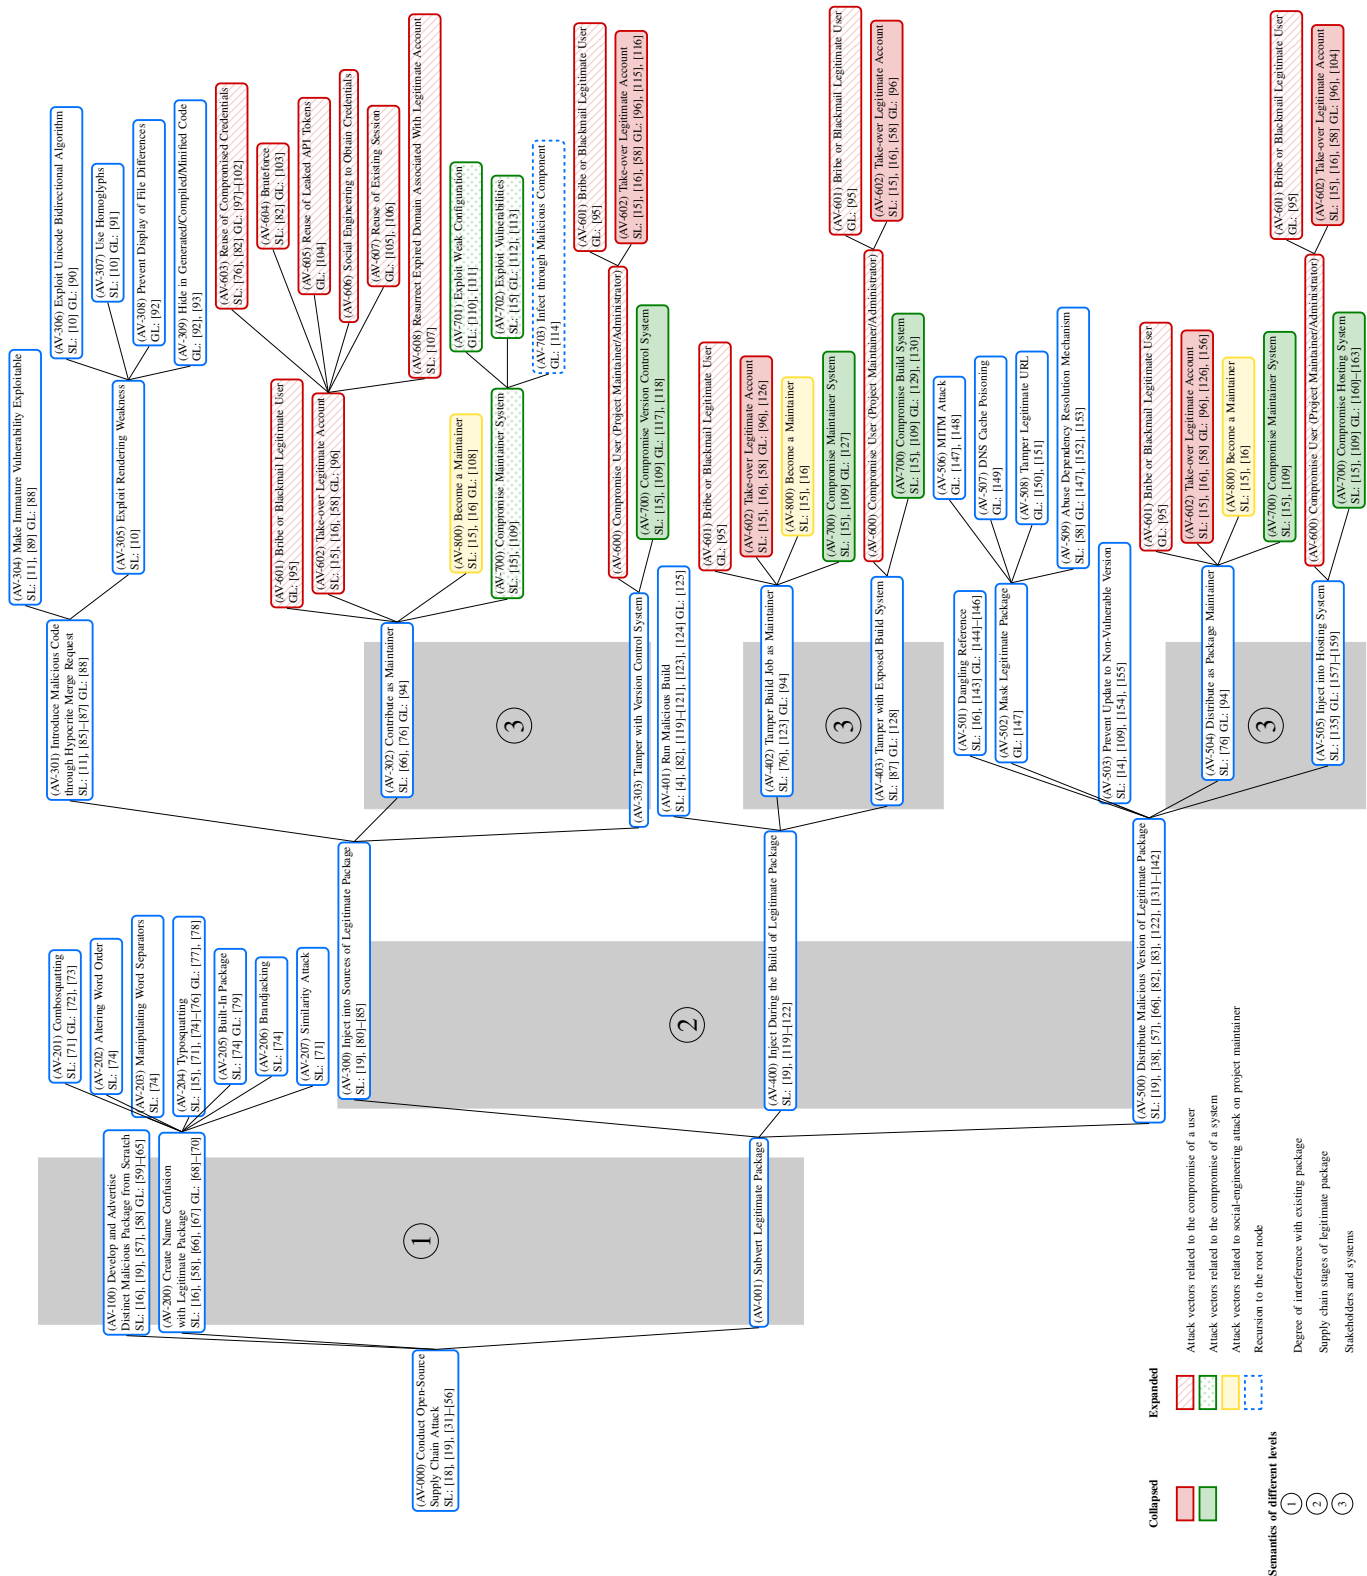 (AV-000) Conduct Open-Source
Supply Chain Attack
SL: [18], [19], [31]–[56]
(AV-100) Develop and Advertise
Distinct Malicious Package from Scratch
SL: [16], [19], [57], [58] GL: [59]–[65]
(AV-200) Create Name Confusion
with Legitimate Package
SL: [16], [58], [66], [67] GL: [68]–[70]
(AV-001) Subvert Legitimate Package
1
(AV-201) Combosquatting
SL: [71] GL: [72], [73]
(AV-202) Altering Word Order
SL: [74]
(AV-203) Manipulating Word Separators
SL: [74]
(AV-204) Typosquatting
SL: [15], [71], [74]–[76] GL: [77], [78]
(AV-205) Built-In Package
SL: [74] GL: [79]
(AV-206) Brandjacking
SL: [74]
(AV-207) Similarity Attack
SL: [71]
(AV-300) Inject into Sources of Legitimate Package
SL: [19], [80]–[85]
(AV-400) Inject During the Build of Legitimate Package
SL: [19], [119]–[122]
(AV-500) Distribute Malicious Version of Legitimate Package
SL: [19], [38], [57], [66], [82], [83], [122], [131]–[142]
2
(AV-301) Introduce Malicious Code
through Hypocrite Merge Request
SL: [11], [85]–[87] GL: [88]
(AV-302) Contribute as Maintainer
SL: [66], [76] GL: [94]
(AV-303) Tamper with Version Control System
3
(AV-304) Make Immature Vulnerability Exploitable
SL: [11], [89] GL: [88]
(AV-305) Exploit Rendering Weakness
SL: [10]
(AV-306) Exploit Unicode Bidirectional Algorithm
SL: [10] GL: [90]
(AV-307) Use Homoglyphs
SL: [10] GL: [91]
(AV-308) Prevent Display of File Differences
GL: [92]
(AV-309) Hide in Generated/Compiled/Minified Code
GL: [92], [93]
(AV-601) Bribe or Blackmail Legitimate User
GL: [95]
(AV-602) Take-over Legitimate Account
SL: [15], [16], [58] GL: [96]
(AV-800) Become a Maintainer
SL: [15], [16] GL: [108]
(AV-700) Compromise Maintainer System
SL: [15], [109]
(AV-603) Reuse of Compromised Credentials
SL: [76], [82] GL: [97]–[102]
(AV-604) Bruteforce
SL: [82] GL: [103]
(AV-605) Reuse of Leaked API Tokens
GL: [104]
(AV-606) Social Engineering to Obtain Credentials
(AV-607) Reuse of Existing Session
GL: [105], [106]
(AV-608) Resurrect Expired Domain Associated With Legitimate Account
SL: [107]
(AV-701) Exploit Weak Configuration
GL: [110], [111]
(AV-702) Exploit Vulnerabilities
SL: [15] GL: [112], [113]
(AV-703) Infect through Malicious Component
GL: [114]
(AV-600) Compromise User (Project Maintainer/Administrator)
(AV-700) Compromise Version Control System
SL: [15], [109] GL: [117], [118]
(AV-601) Bribe or Blackmail Legitimate User
GL: [95]
(AV-602) Take-over Legitimate Account
SL: [15], [16], [58] GL: [96], [115], [116]
(AV-401) Run Malicious Build
SL: [4], [82], [119]–[121], [123], [124] GL: [125]
(AV-402) Tamper Build Job as Maintainer
SL: [76], [123] GL: [94]
(AV-403) Tamper with Exposed Build System
SL: [87] GL: [128]
3
(AV-601) Bribe or Blackmail Legitimate User
GL: [95]
(AV-602) Take-over Legitimate Account
SL: [15], [16], [58] GL: [96], [126]
(AV-800) Become a Maintainer
SL: [15], [16]
(AV-700) Compromise Maintainer System
SL: [15], [109] GL: [127]
(AV-600) Compromise User (Project Maintainer/Administrator)
(AV-700) Compromise Build System
SL: [15], [109] GL: [129], [130]
(AV-601) Bribe or Blackmail Legitimate User
GL: [95]
(AV-602) Take-over Legitimate Account
SL: [15], [16], [58] GL: [96]
(AV-501) Dangling Reference
SL: [16], [143] GL: [144]–[146]
(AV-502) Mask Legitimate Package
GL: [147]
(AV-503) Prevent Update to Non-Vulnerable Version
SL: [14], [109], [154], [155]
(AV-504) Distribute as Package Maintainer
SL: [76] GL: [94]
(AV-505) Inject into Hosting System
SL: [135] GL: [157]–[159]
3
(AV-506) MITM Attack
GL: [147], [148]
(AV-507) DNS Cache Poisoning
GL: [149]
(AV-508) Tamper Legitimate URL
GL: [150], [151]
(AV-509) Abuse Dependency Resolution Mechanism
SL: [58] GL: [147], [152], [153]
(AV-601) Bribe or Blackmail Legitimate User
GL: [95]
(AV-602) Take-over Legitimate Account
SL: [15], [16], [58] GL: [96], [126], [156]
(AV-800) Become a Maintainer
SL: [15], [16]
(AV-700) Compromise Maintainer System
SL: [15], [109]
(AV-600) Compromise User (Project Maintainer/Administrator)
(AV-700) Compromise Hosting System
SL: [15], [109] GL: [160]–[163]
(AV-601) Bribe or Blackmail Legitimate User
GL: [95]
(AV-602) Take-over Legitimate Account
SL: [15], [16], [58] GL: [96], [104]
Collapsed Expanded
Attack vectors related to the compromise of a user
Attack vectors related to the compromise of a system
Attack vectors related to social-engineering attack on project maintainer
Recursion to the root node
Semantics of different levels
1 Degree of interference with existing package
2 Supply chain stages of legitimate package
3 Stakeholders and systems